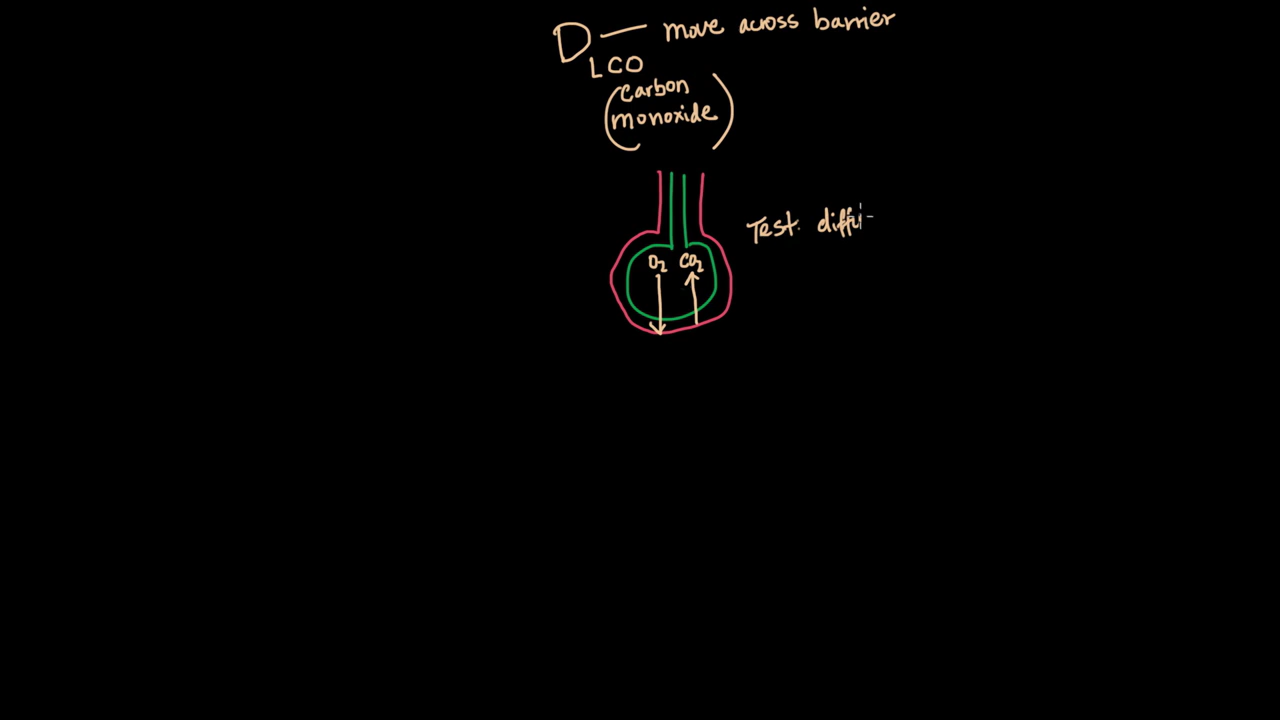 D — move across barrier
LCO
(carbon
monoxide)
O2 CO2
Test diffu